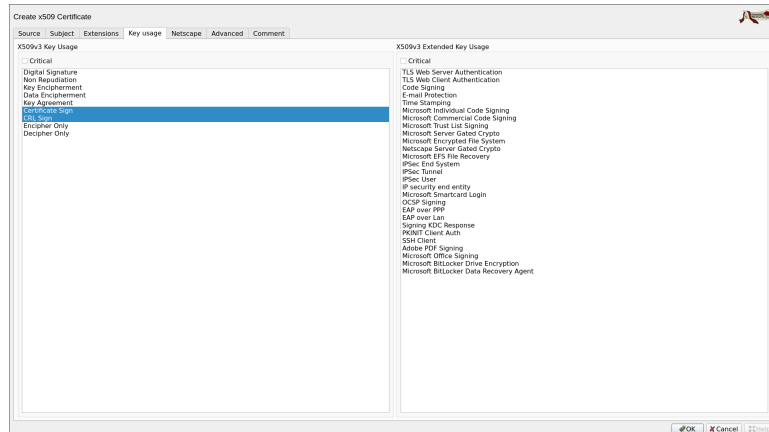 Create x509 Certificate
Source Subject Extensions Key usage Netscape Advanced Comment
X509v3 Key Usage
Critical
Digital Signature
Non Repudiation
Key Encipherment
Data Encipherment
Key Agreement
Certificate Sign
CRL Sign
Encipher Only
Decipher Only
X509v3 Extended Key Usage
Critical
TLS Web Server Authentication
TLS Web Client Authentication
Code Signing
E-mail Protection
Time Stamping
Microsoft Individual Code Signing
Microsoft Commercial Code Signing
Microsoft Trust List Signing
Microsoft Server Gated Crypto
Microsoft Encrypted File System
Netscape Server Gated Crypto
Microsoft EFS File Recovery
IPSec End System
IPSec Tunnel
IPSec User
IP security end entity
Microsoft Smartcard Login
OCSP Signing
EAP over PPP
EAP over Lan
Signing KDC Response
PKINIT Client Auth
SSH Client
Adobe PDF Signing
Microsoft Office Signing
Microsoft BitLocker Drive Encryption
Microsoft BitLocker Data Recovery Agent
OK Cancel Help